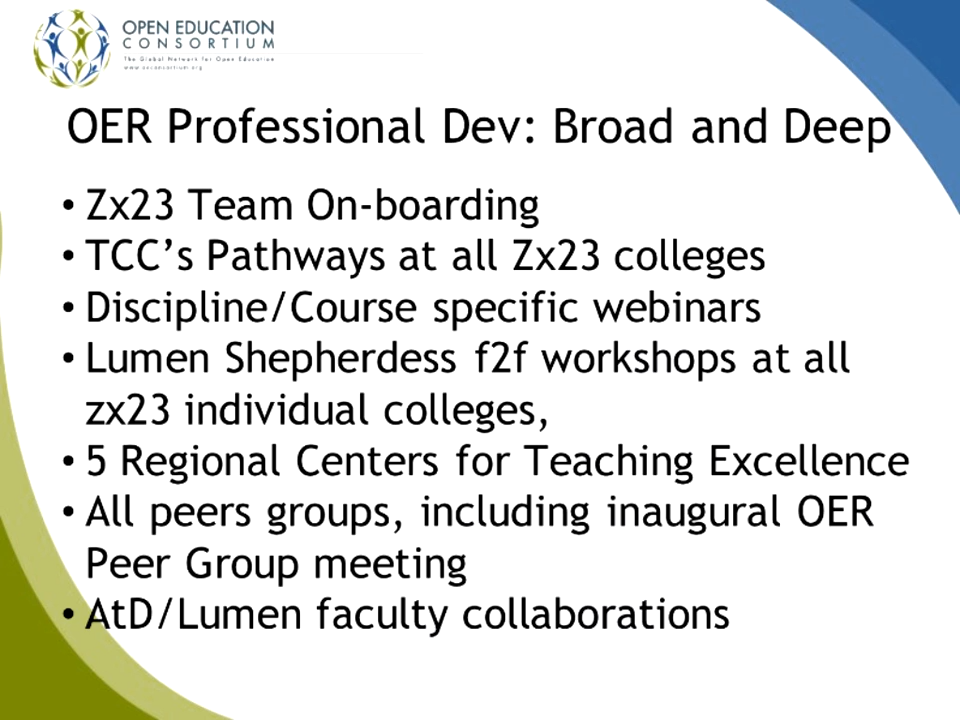 OPEN EDUCATION
CONSORTIUM
The Global Network for Open Education
www.oeconsortium.org
OER Professional Dev: Broad and Deep
• Zx23 Team On-boarding
• TCC’s Pathways at all Zx23 colleges
• Discipline/Course specific webinars
• Lumen Shepherdess f2f workshops at all
zx23 individual colleges,
• 5 Regional Centers for Teaching Excellence
• All peers groups, including inaugural OER
Peer Group meeting
• AtD/Lumen faculty collaborations